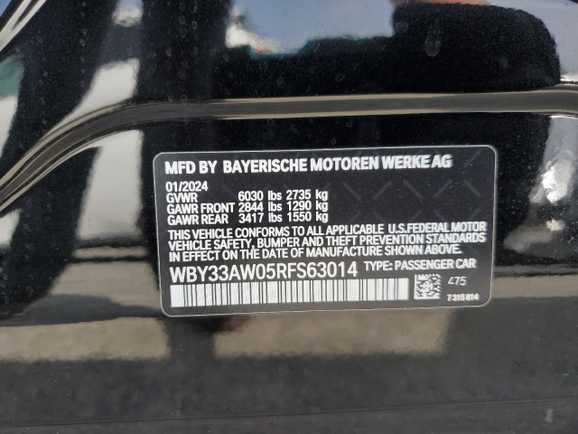 MFD BY BAYERISCHE MOTOREN WERKE AG
01/2024
GVWR 6030 lbs 2735 kg
GAWR FRONT 2844 lbs 1290 kg
GAWR REAR 3417 lbs 1550 kg
THIS VEHICLE CONFORMS TO ALL APPLICABLE U.S.FEDERAL MOTOR
VEHICLE SAFETY, BUMPER, AND THEFT PREVENTION STANDARDS
IN EFFECT ON THE DATE OF MANUFACTURE SHOWN ABOVE.
WBY33AW05RFS63014 TYPE: PASSENGER CAR
475
7315814